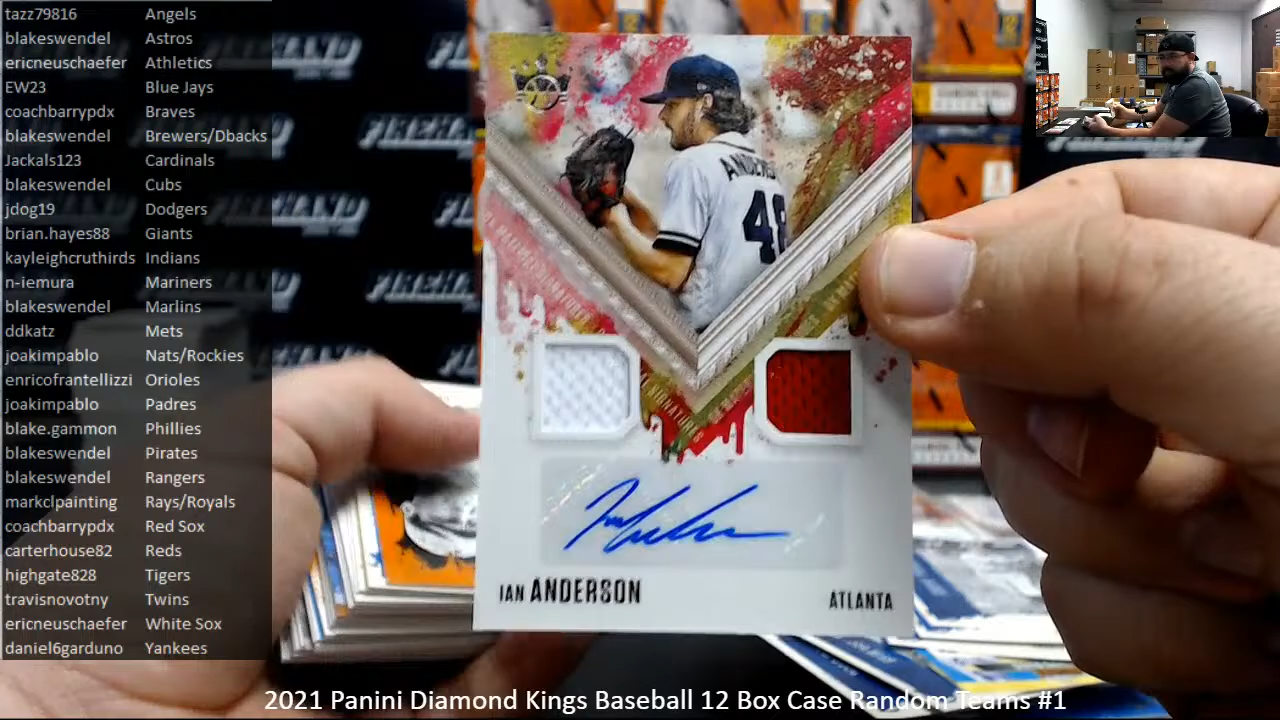 tazz79816 Angels
blakeswendel Astros
ericneuschaefer Athletics
EW23 Blue Jays
coachbarrypdx Braves
blakeswendel Brewers/Dbacks
Jackals123 Cardinals
blakeswendel Cubs
jdog19 Dodgers
brian.hayes88 Giants
kayleighcruthirds Indians
n-iemura Mariners
blakeswendel Marlins
ddkatz Mets
joakimpablo Nats/Rockies
enricofrantellizzi Orioles
joakimpablo Padres
blake.gammon Phillies
blakeswendel Pirates
blakeswendel Rangers
markclpainting Rays/Royals
coachbarrypdx Red Sox
carterhouse82 Reds
highgate828 Tigers
travisnovotny Twins
ericneuschaefer White Sox
daniel6garduno Yankees
48
IAN ANDERSON
ATLANTA
2021 Panini Diamond Kings Baseball 12 Box Case Random Teams #1